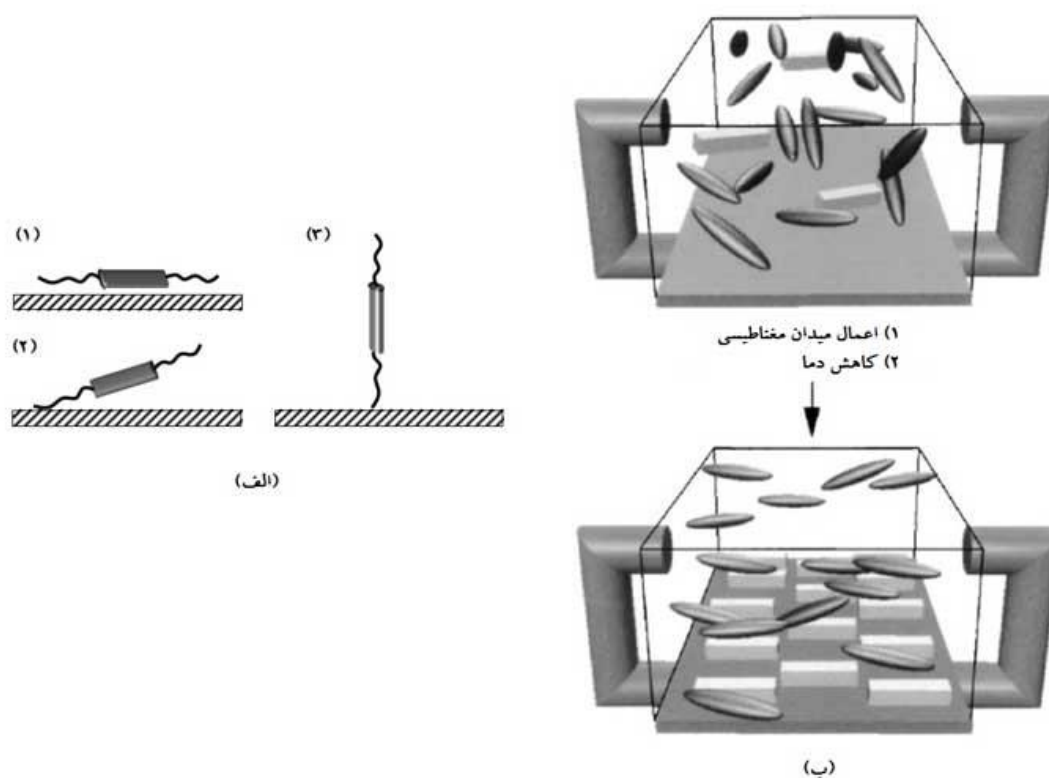 (۱)
(۲)
(۳)
(الف)
۱) اعمال میدان مغناطیسی
۲) کاهش دما
(ب)